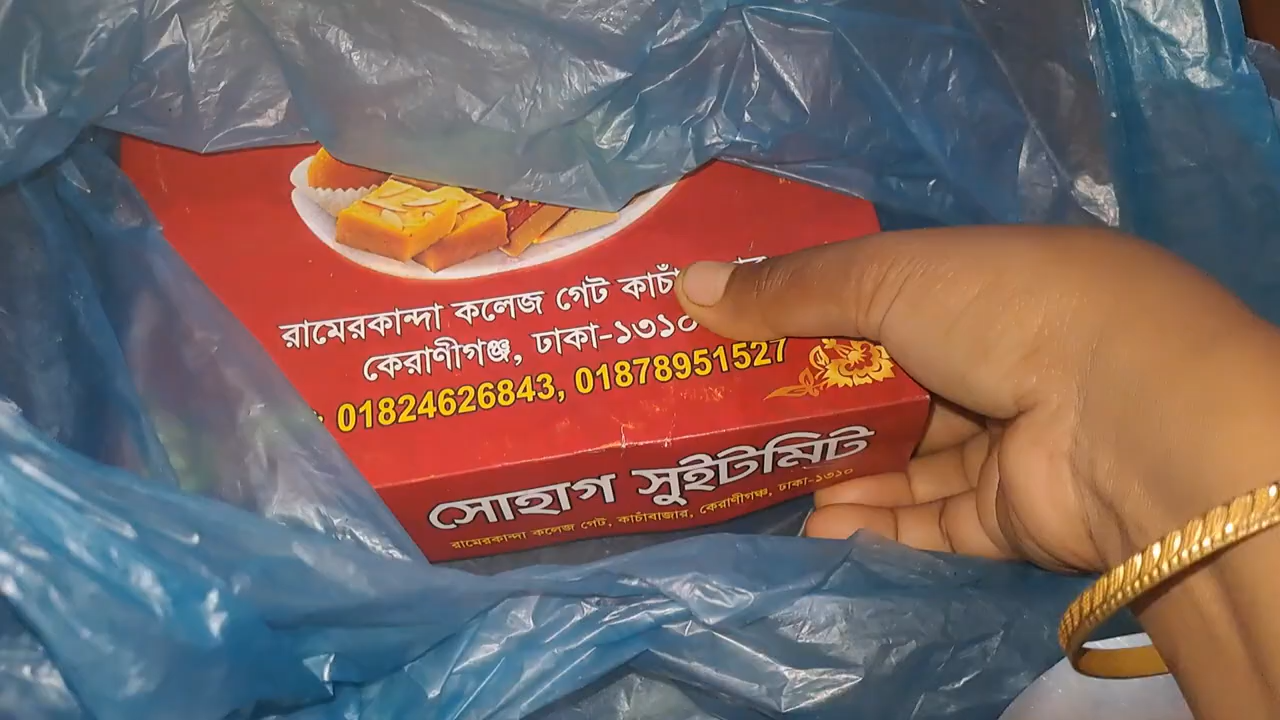 রামেরকান্দা কলেজ গেট
কেরাণীগঞ্জ, ঢাকা-১৩১০
01824626843, 01878951527
সোহাগ সুইটমিট
রামেরকান্দা কলেজ গেট, কাচাঁবাজার, কেরাণীগঞ্জ, ঢাকা-১৩১০